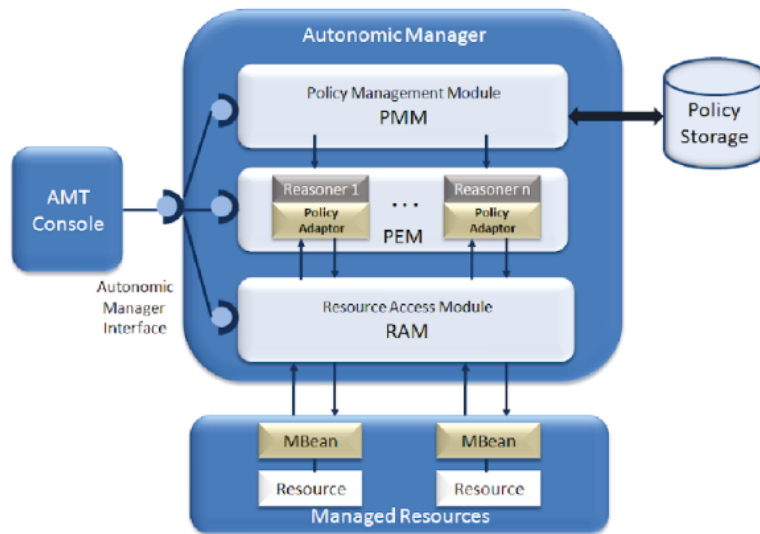 Autonomic Manager
Policy Management Module
PMM
Policy
Storage
AMT
Console
Reasoner 1
Policy
Adaptor
...
Reasoner n
Policy
Adaptor
PEM
Autonomic
Manager
Interface
Resource Access Module
RAM
MBean
MBean
Resource
Resource
Managed Resources